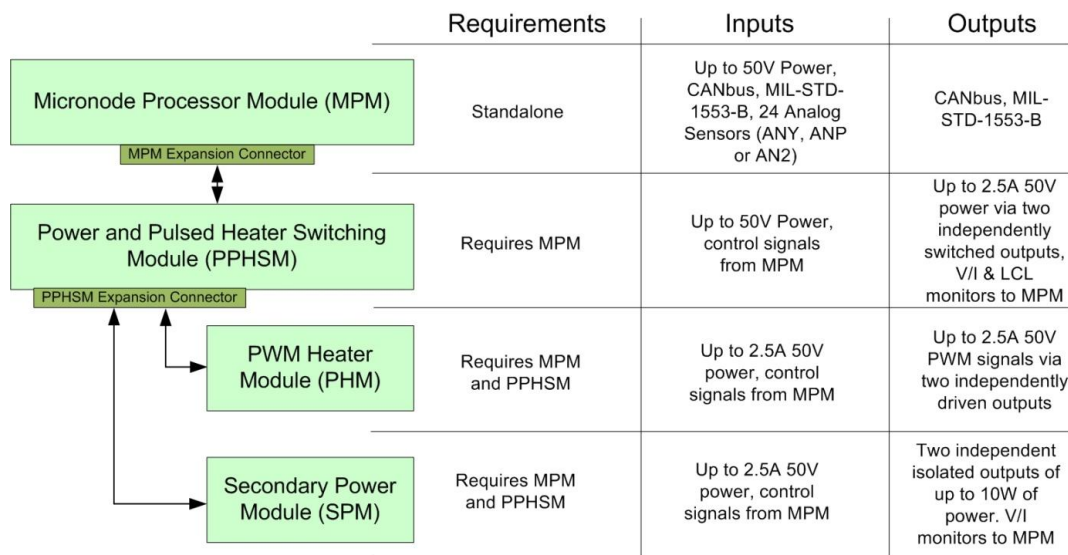 Requirements
Inputs
Outputs
Micronode Processor Module (MPM)
MPM Expansion Connector
Standalone
Up to 50V Power,
CANbus, MIL-STD-
1553-B, 24 Analog
Sensors (ANY, ANP
or AN2)
CANbus, MIL-
STD-1553-B
Power and Pulsed Heater Switching
Module (PPHSM)
PPHSM Expansion Connector
Requires MPM
Up to 50V Power,
control signals
from MPM
Up to 2.5A 50V
power via two
independently
switched outputs,
V/I & LCL
monitors to MPM
PWM Heater
Module (PHM)
Requires MPM
and PPHSM
Up to 2.5A 50V
power, control
signals from MPM
Up to 2.5A 50V
PWM signals via
two independently
driven outputs
Secondary Power
Module (SPM)
Requires MPM
and PPHSM
Up to 2.5A 50V
power, control
signals from MPM
Two independent
isolated outputs of
up to 10W of
power. V/I
monitors to MPM